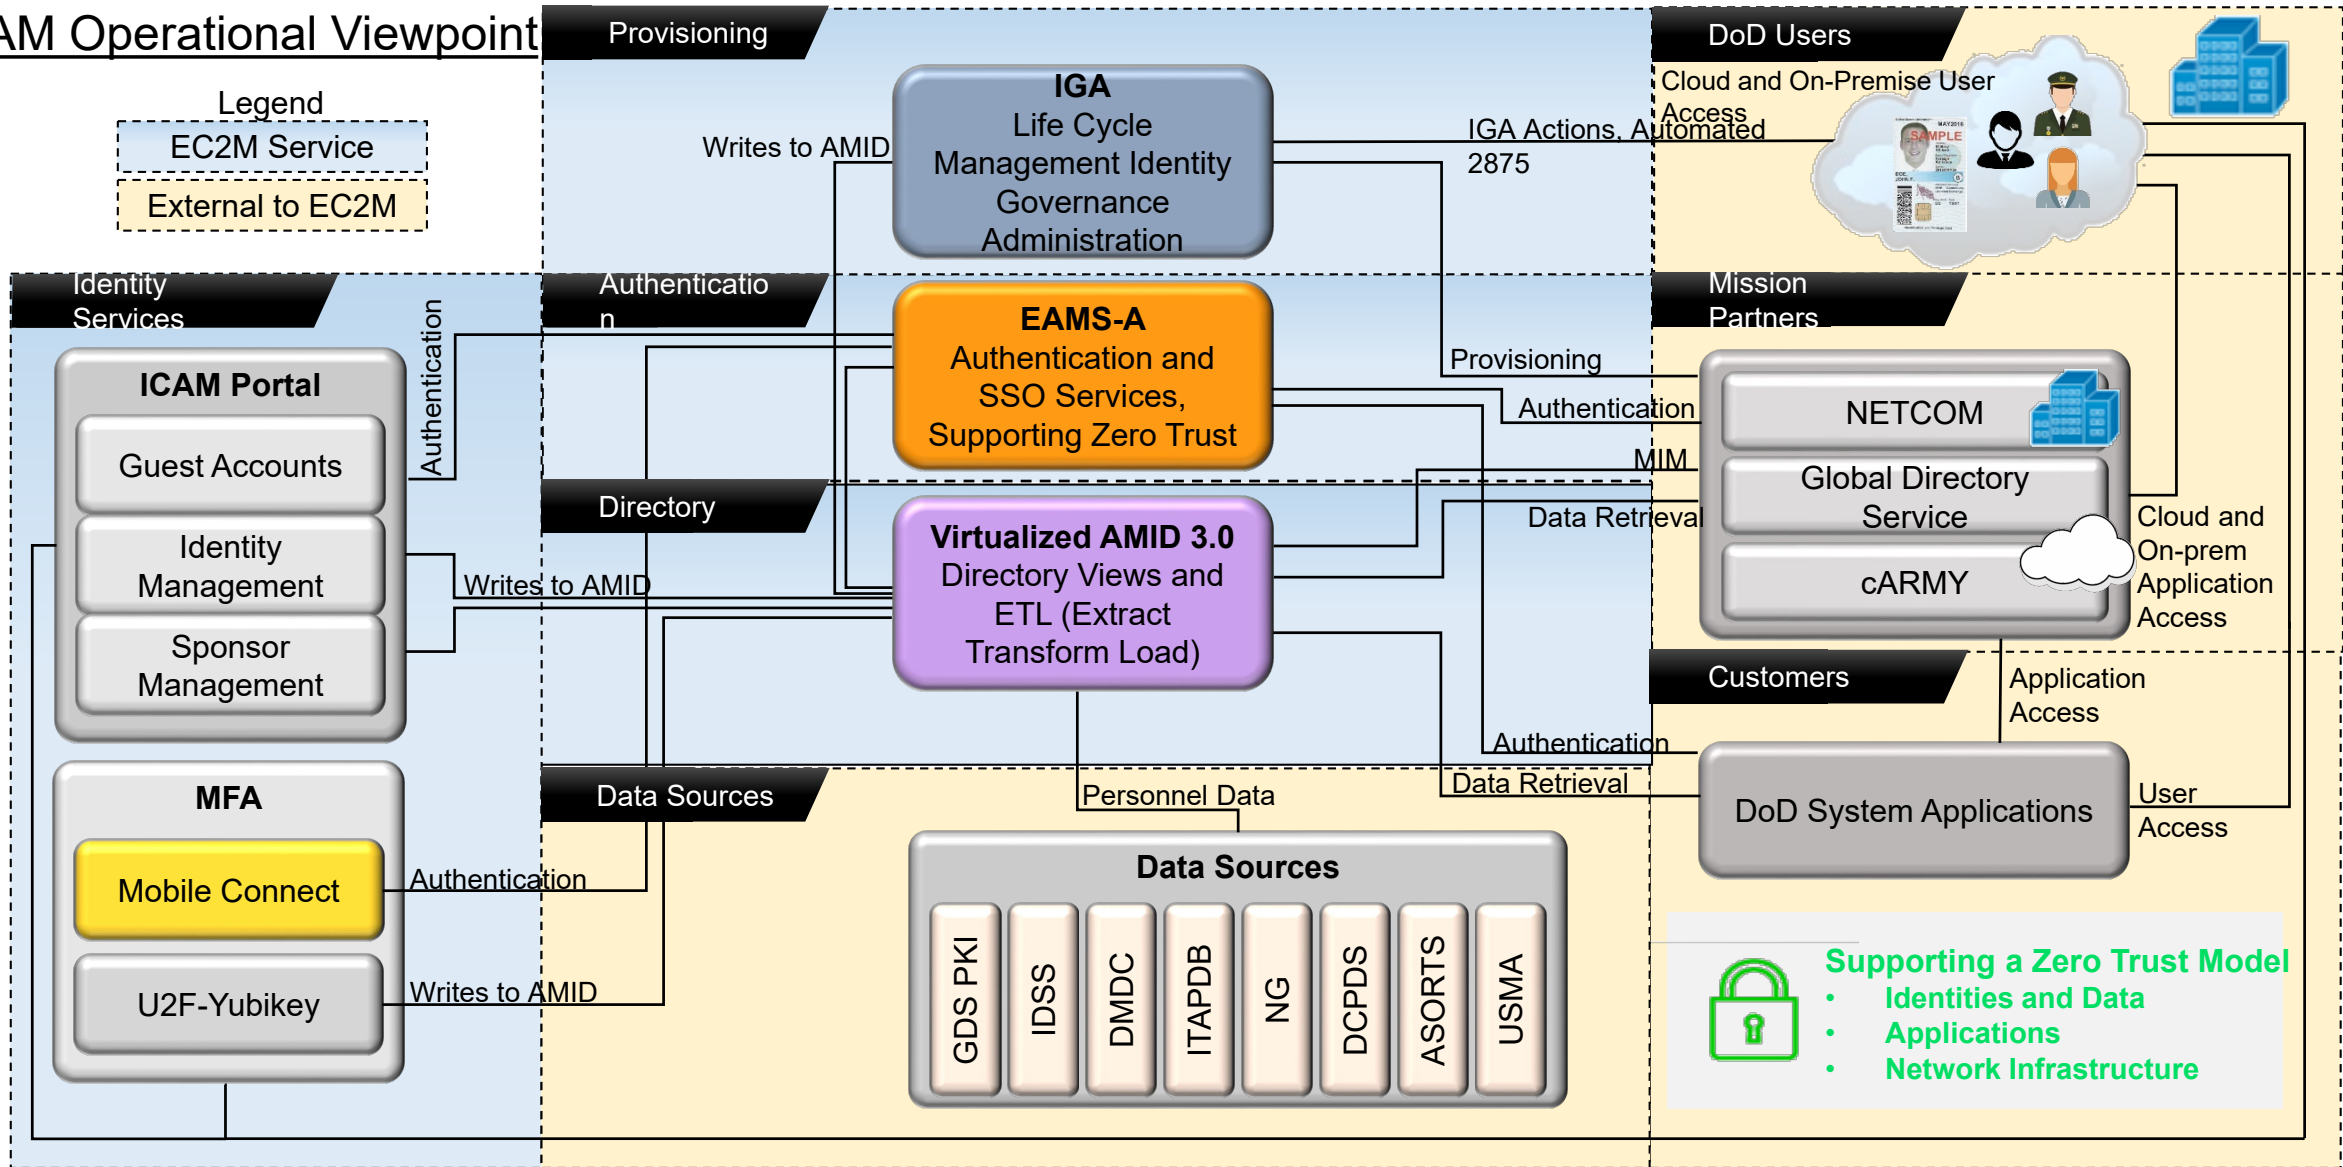 AM Operational Viewpoint
Legend
EC2M Service
External to EC2M
Provisioning
IGA
Life Cycle
Management Identity
Governance
Administration
Writes to AMID
IGA Actions, Automated
2875
DoD Users
Cloud and On-Premise User
Access
MAY2016
SAMPLE
Identity
Services
ICAM Portal
Guest Accounts
Identity
Management
Sponsor
Management
Authentication
Writes to AMID
MFA
Mobile Connect
U2F-Yubikey
Authentication
Writes to AMID
Authenticatio
n
EAMS-A
Authentication and
SSO Services,
Supporting Zero Trust
Directory
Virtualized AMID 3.0
Directory Views and
ETL (Extract
Transform Load)
Provisioning
Authentication
MIM
Data Retrieval
Authentication
Data Retrieval
Personnel Data
Mission
Partners
NETCOM
Global Directory
Service
cARMY
Cloud and
On-prem
Application
Access
Customers
Application
Access
DoD System Applications
User
Access
Data Sources
Data Sources
GDS PKI
IDSS
DMDC
ITAPDB
NG
DCPDS
ASORTS
USMA
Supporting a Zero Trust Model
• Identities and Data
• Applications
• Network Infrastructure